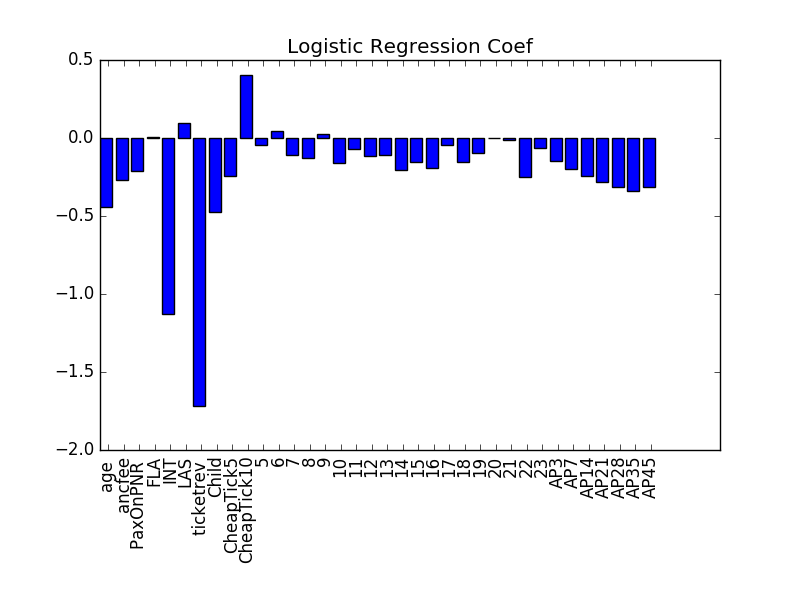 Logistic Regression Coef
0.5
0.0
−0.5
−1.0
−1.5
−2.0
age
ancfee
PaxOnPNR
FLA
INT
LAS
ticketrev
Child
CheapTick5
CheapTick10
5
6
7
8
9
10
11
12
13
14
15
16
17
18
19
20
21
22
23
AP3
AP7
AP14
AP21
AP28
AP35
AP45